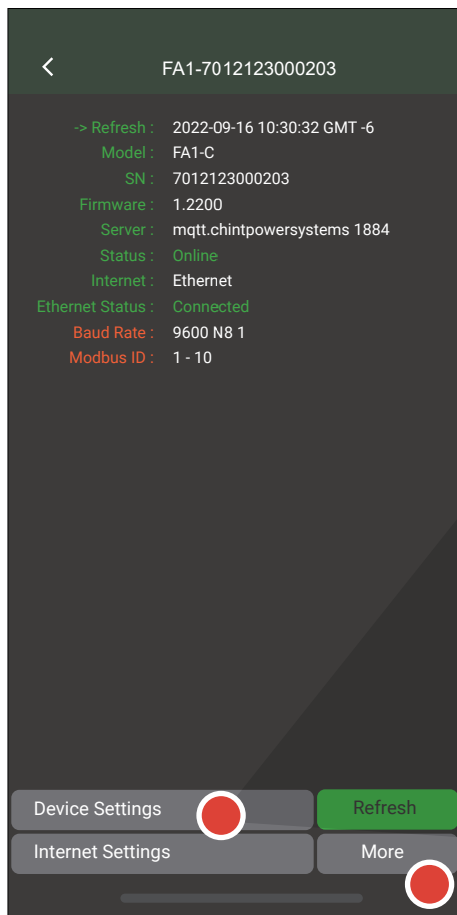 FA1-7012123000203
-> Refresh : 2022-09-16 10:30:32 GMT -6
Model : FA1-C
SN : 7012123000203
Firmware : 1.2200
Server : mqtt.chintpowersystems 1884
Status : Online
Internet : Ethernet
Ethernet Status : Connected
Baud Rate : 9600 N8 1
Modbus ID : 1 - 10
Device Settings Refresh
Internet Settings More